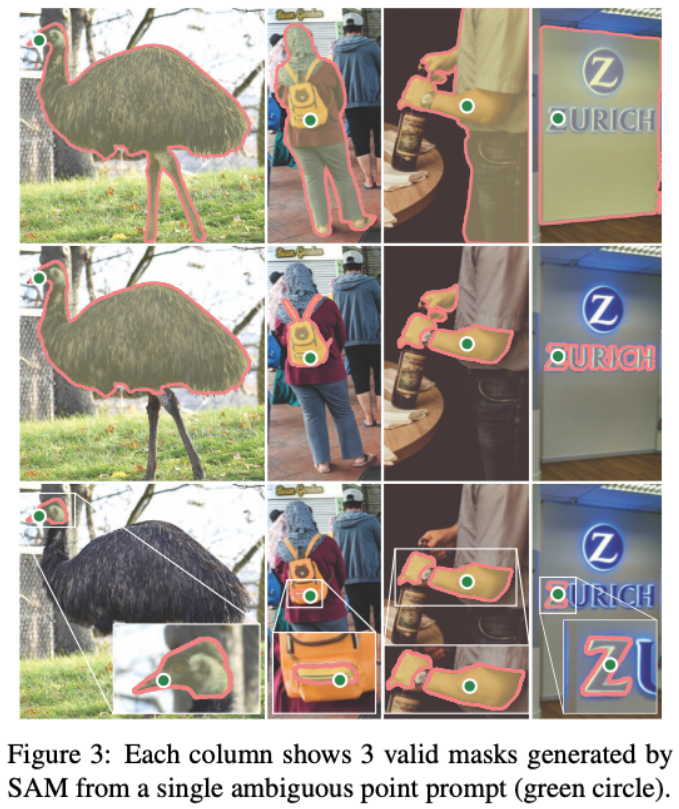 Z
ZURICH
Z
ZURICH
Z
ZURICH
ZU
Figure 3: Each column shows 3 valid masks generated by
SAM from a single ambiguous point prompt (green circle).